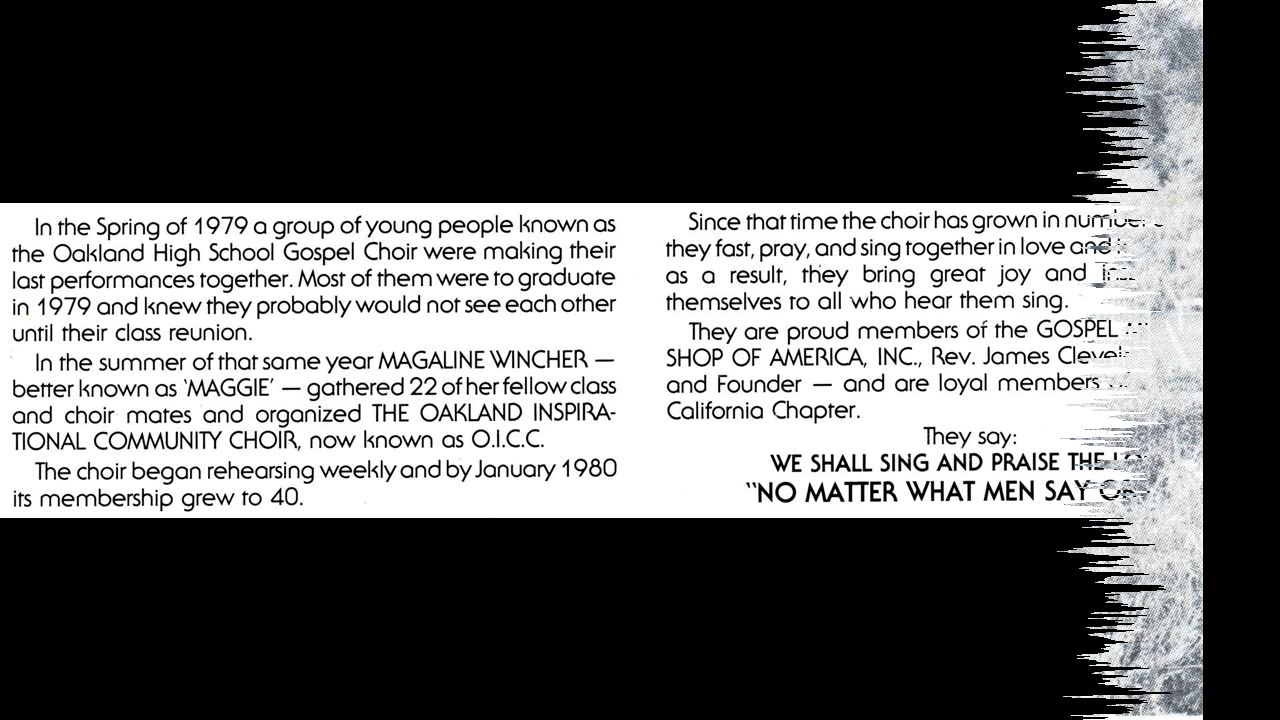 In the Spring of 1979 a group of young people known as
the Oakland High School Gospel Choir were making their
last performances together. Most of them were to graduate
in 1979 and knew they probably would not see each other
until their class reunion.
In the summer of that same year MAGALINE WINCHER —
better known as 'MAGGIE' — gathered 22 of her fellow class
and choir mates and organized THE OAKLAND INSPIRA-
TIONAL COMMUNITY CHOIR, now known as O.I.C.C.
The choir began rehearsing weekly and by January 1980
its membership grew to 40.
Since that time the choir has grown in
they fast, pray, and sing together in love and
as a result, they bring great joy and
themselves to all who hear them sing.
They are proud members of the GOSPEL
SHOP OF AMERICA, INC., Rev. James
and Founder — and are loyal members
California Chapter.
They say:
WE SHALL SING AND PRAISE THE
"NO MATTER WHAT MEN SAY